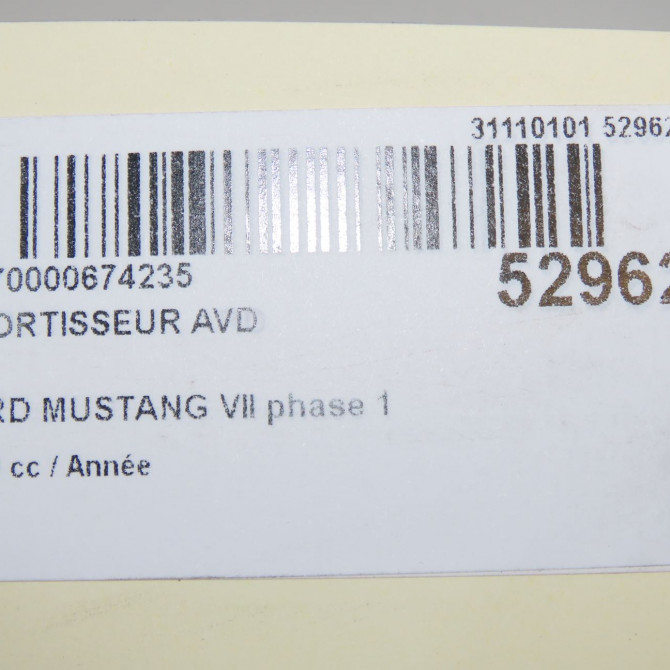 31110101 52962
70000674235
52962
ORTISSEUR AVD
RD MUSTANG VII phase 1
cc / Année